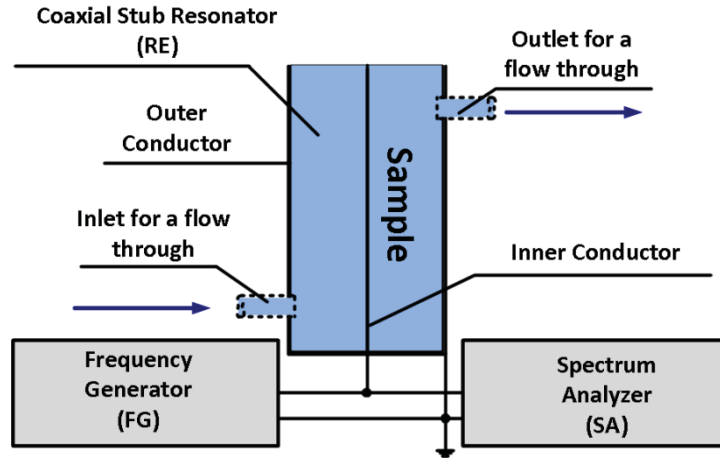 Coaxial Stub Resonator
(RE)
Outlet for a
flow through
Outer
Conductor
Sample
Inlet for a flow
through
Inner Conductor
Frequency
Generator
(FG)
Spectrum
Analyzer
(SA)